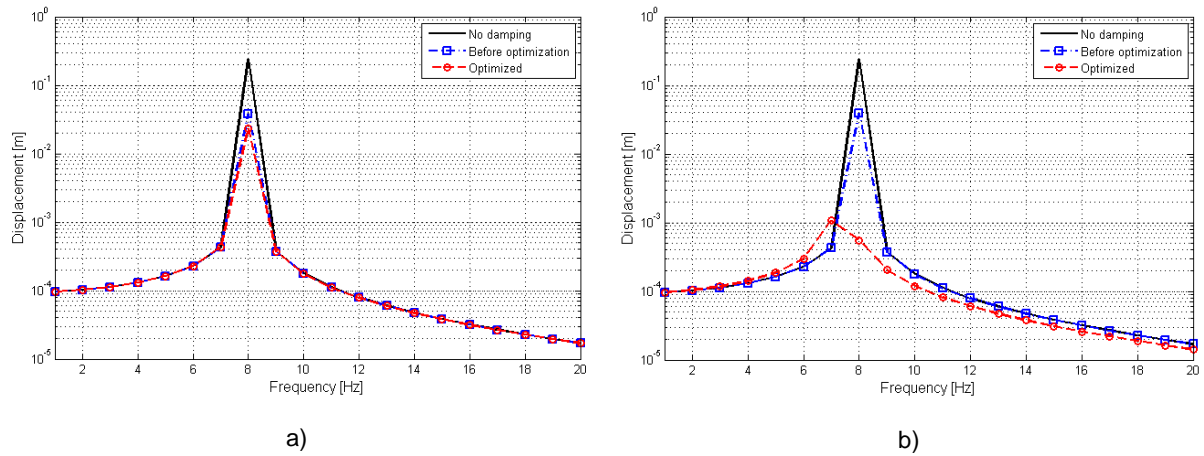 10^0
10^-1
10^-2
10^-3
10^-4
10^-5
Displacement [m]
2 4 6 8 10 12 14 16 18 20
Frequency [Hz]
No damping
Before optimization
Optimized
a)
10^0
10^-1
10^-2
10^-3
10^-4
10^-5
Displacement [m]
2 4 6 8 10 12 14 16 18 20
Frequency [Hz]
No damping
Before optimization
Optimized
b)